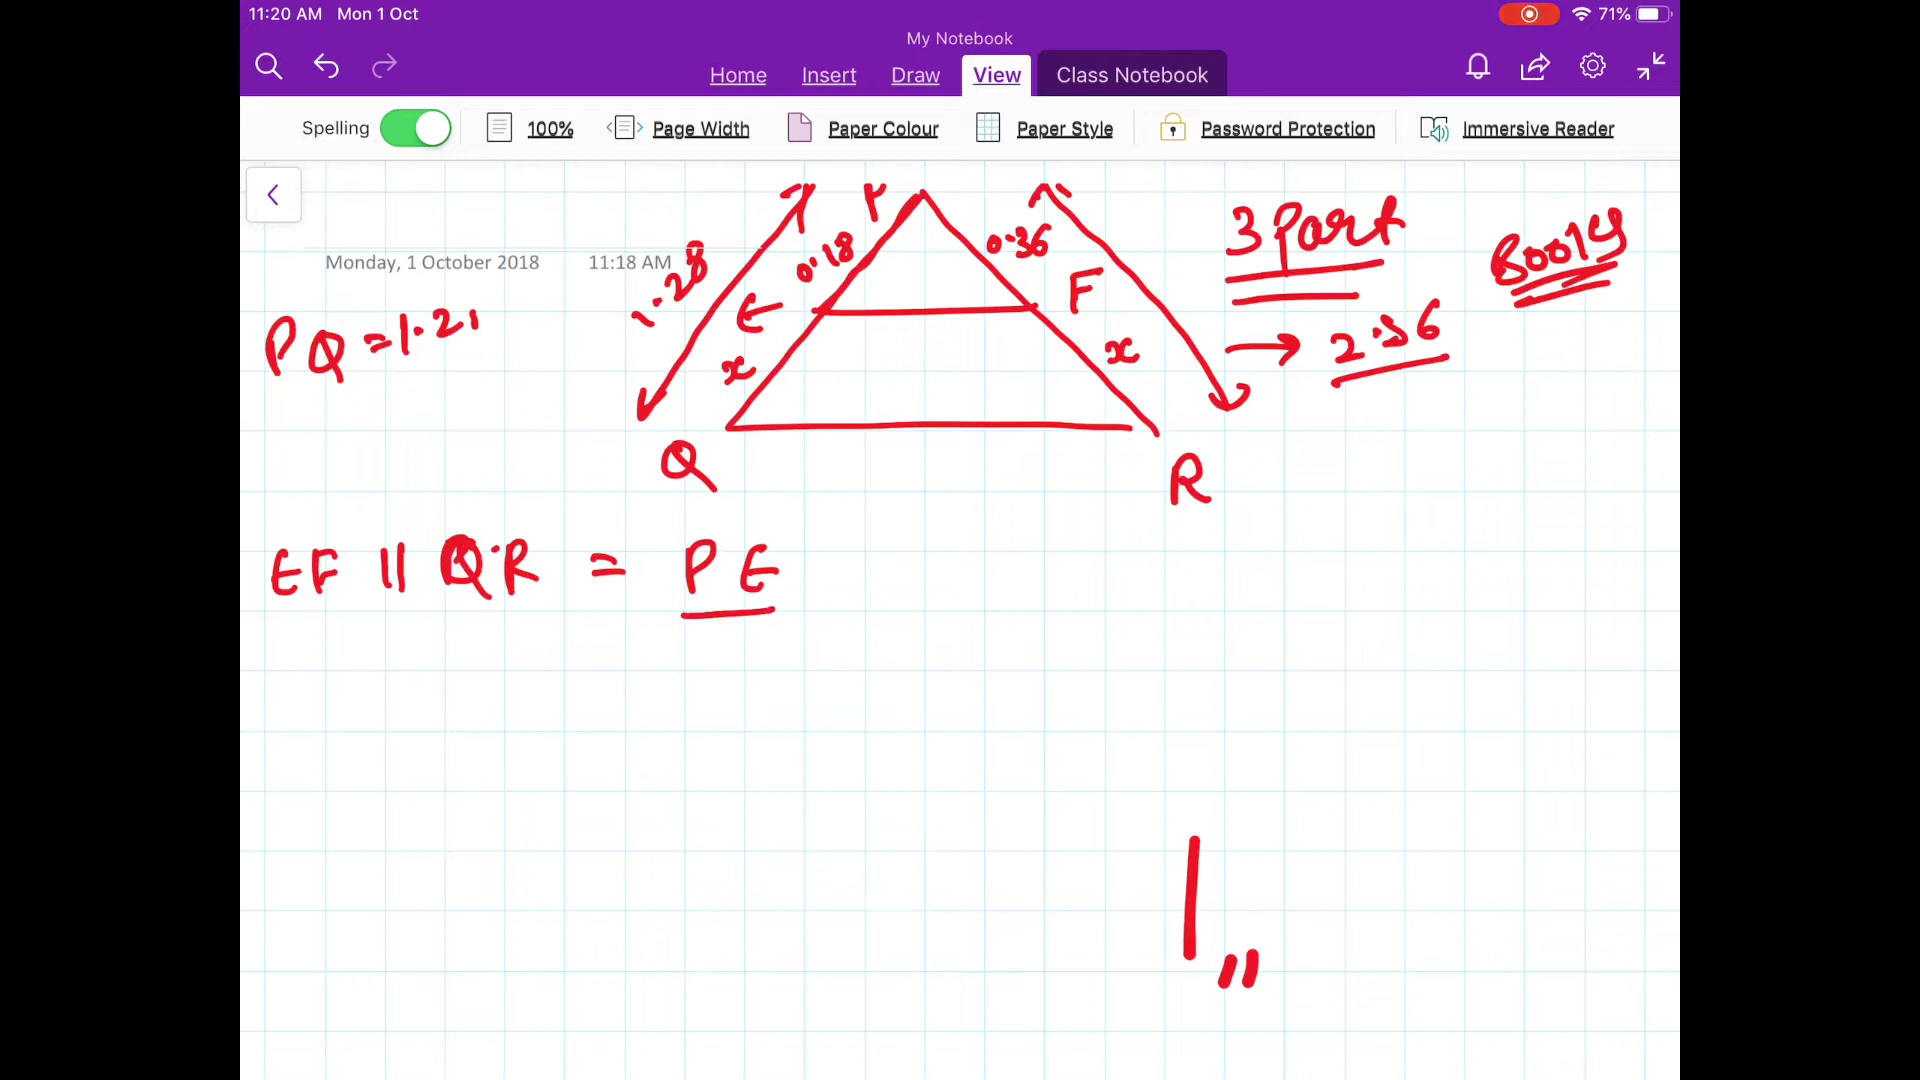 11:20 AM Mon 1 Oct 71%
My Notebook
Home Insert Draw View Class Notebook
Spelling 100% Page Width Paper Colour Paper Style Password Protection Immersive Reader
Monday, 1 October 2018 11:18 AM
1.28 P 0.18 0.36 F
3 Part
PQ = 1.21
x x
2.36
Q R
EF || QR = PE